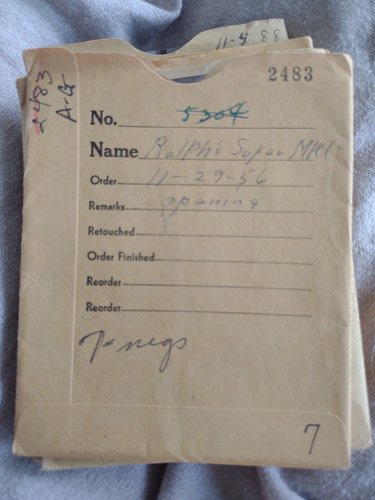 11-5 88
2483
2483
A-G
No. 5304
Name Ralph's Super Mkt
Order 11-29-56
Remarks opening
Retouched
Order Finished
Reorder
Reorder
7-negs
7